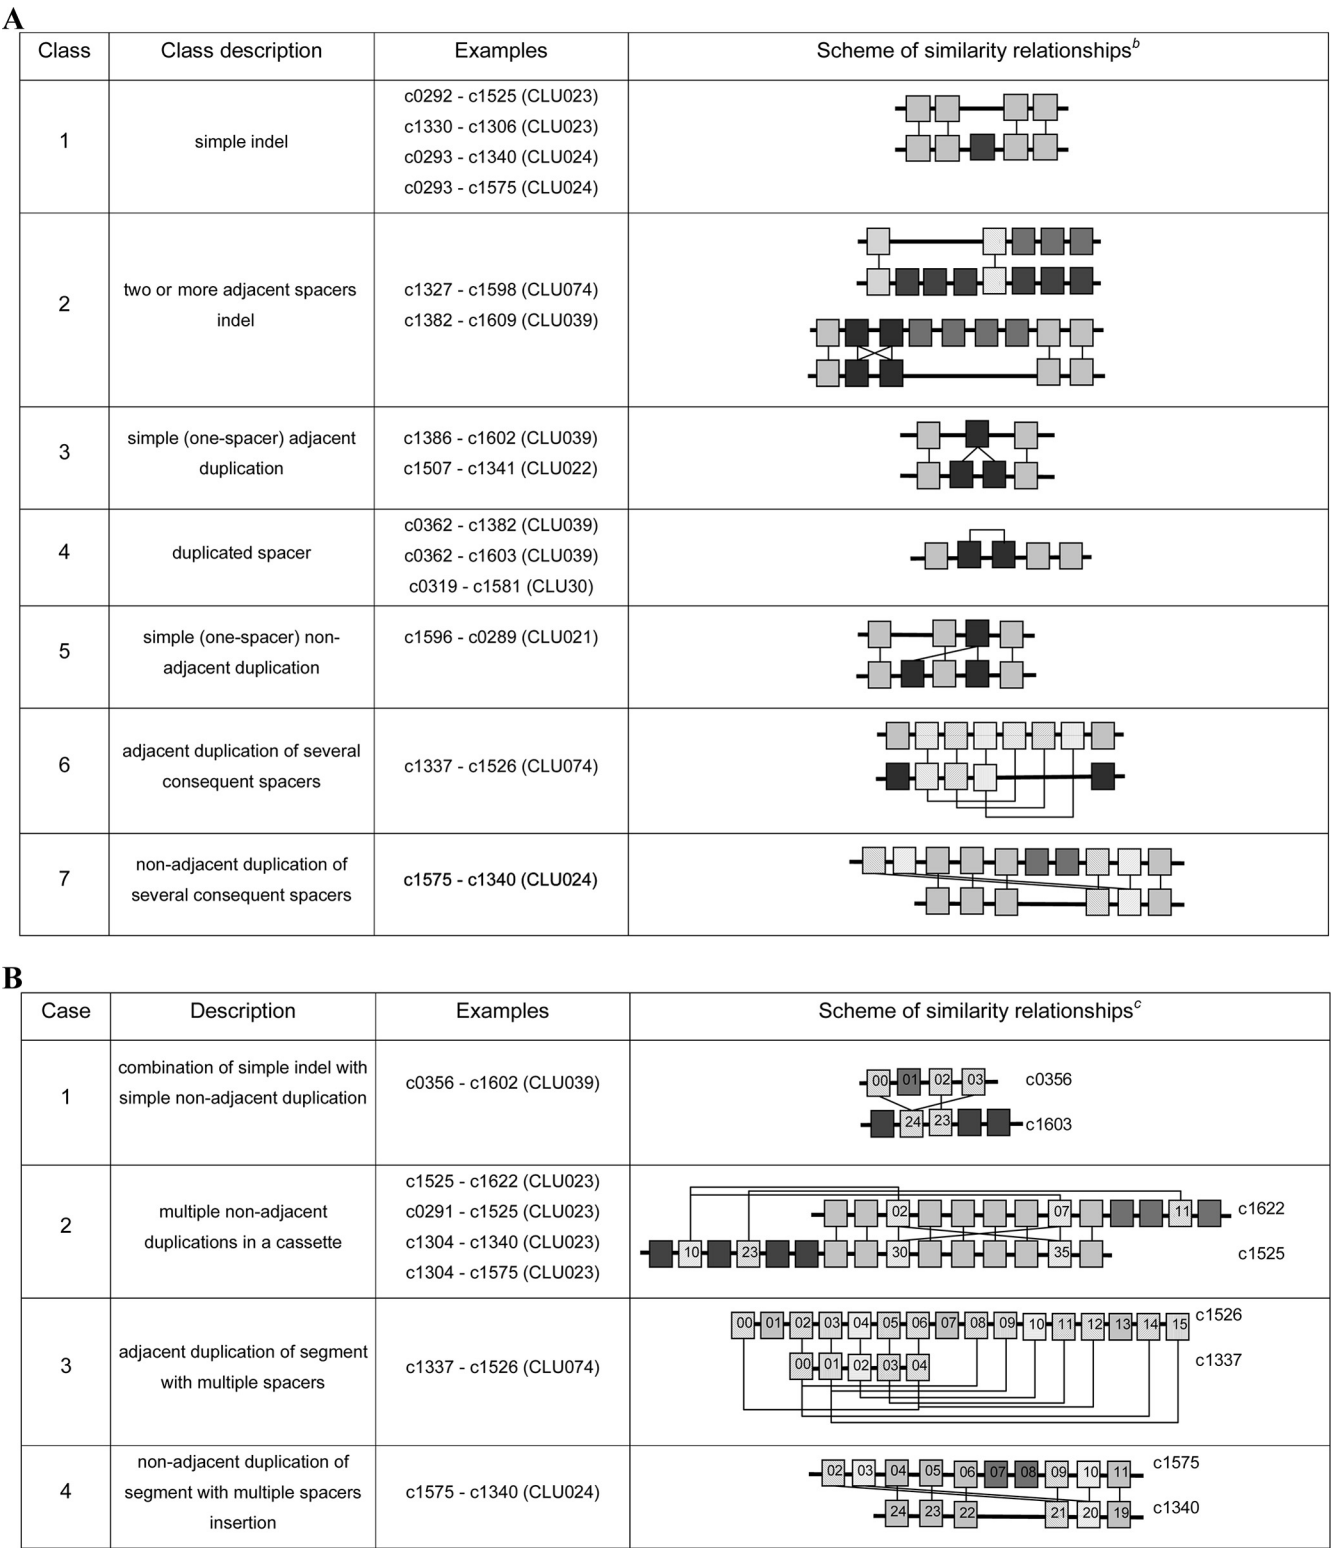 A
Class Class description Examples Scheme of similarity relationships^b
1 simple indel
c0292 - c1525 (CLU023)
c1330 - c1306 (CLU023)
c0293 - c1340 (CLU024)
c0293 - c1575 (CLU024)
2 two or more adjacent spacers
indel
c1327 - c1598 (CLU074)
c1382 - c1609 (CLU039)
3 simple (one-spacer) adjacent
duplication
c1386 - c1602 (CLU039)
c1507 - c1341 (CLU022)
4 duplicated spacer
c0362 - c1382 (CLU039)
c0362 - c1603 (CLU039)
c0319 - c1581 (CLU30)
5 simple (one-spacer) non-
adjacent duplication
c1596 - c0289 (CLU021)
6 adjacent duplication of several
consequent spacers
c1337 - c1526 (CLU074)
7 non-adjacent duplication of
several consequent spacers
c1575 - c1340 (CLU024)
B
Case Description Examples Scheme of similarity relationships^c
1 combination of simple indel with
simple non-adjacent duplication
c0356 - c1602 (CLU039)
00 01 02 03 c0356
24 23 c1603
2 multiple non-adjacent
duplications in a cassette
c1525 - c1622 (CLU023)
c0291 - c1525 (CLU023)
c1304 - c1340 (CLU023)
c1304 - c1575 (CLU023)
02 07 11 c1622
10 23 30 35 c1525
3 adjacent duplication of segment
with multiple spacers
c1337 - c1526 (CLU074)
00 01 02 03 04 05 06 07 08 09 10 11 12 13 14 15 c1526
00 01 02 03 04 c1337
4 non-adjacent duplication of
segment with multiple spacers
insertion
c1575 - c1340 (CLU024)
02 03 04 05 06 07 08 09 10 11 c1575
24 23 22 21 20 19 c1340